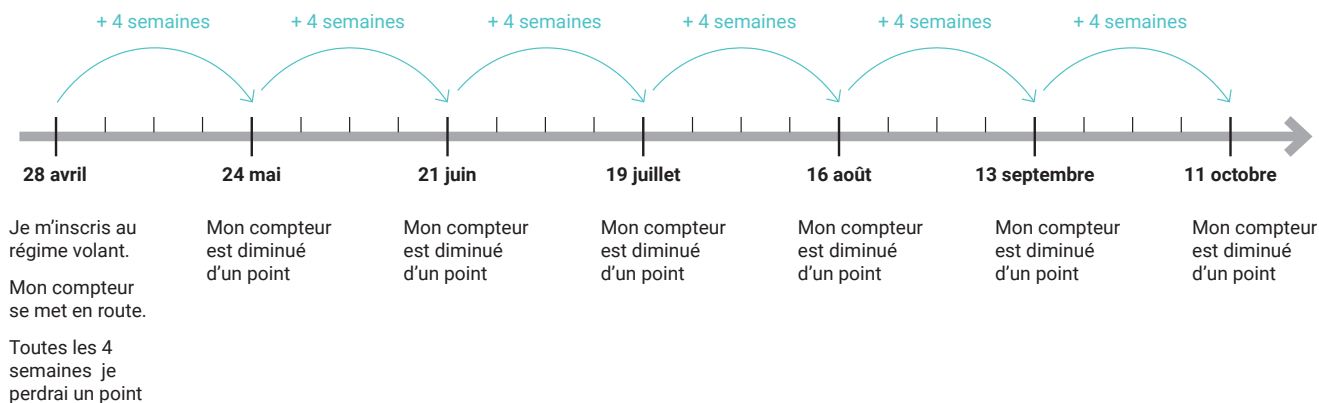 + 4 semaines
+ 4 semaines
+ 4 semaines
+ 4 semaines
+ 4 semaines
+ 4 semaines
28 avril
24 mai
21 juin
19 juillet
16 août
13 septembre
11 octobre
Je m’inscris au
régime volant.
Mon compteur
se met en route.
Toutes les 4
semaines je
perdrai un point
Mon compteur
est diminué
d’un point
Mon compteur
est diminué
d’un point
Mon compteur
est diminué
d’un point
Mon compteur
est diminué
d’un point
Mon compteur
est diminué
d’un point
Mon compteur
est diminué
d’un point